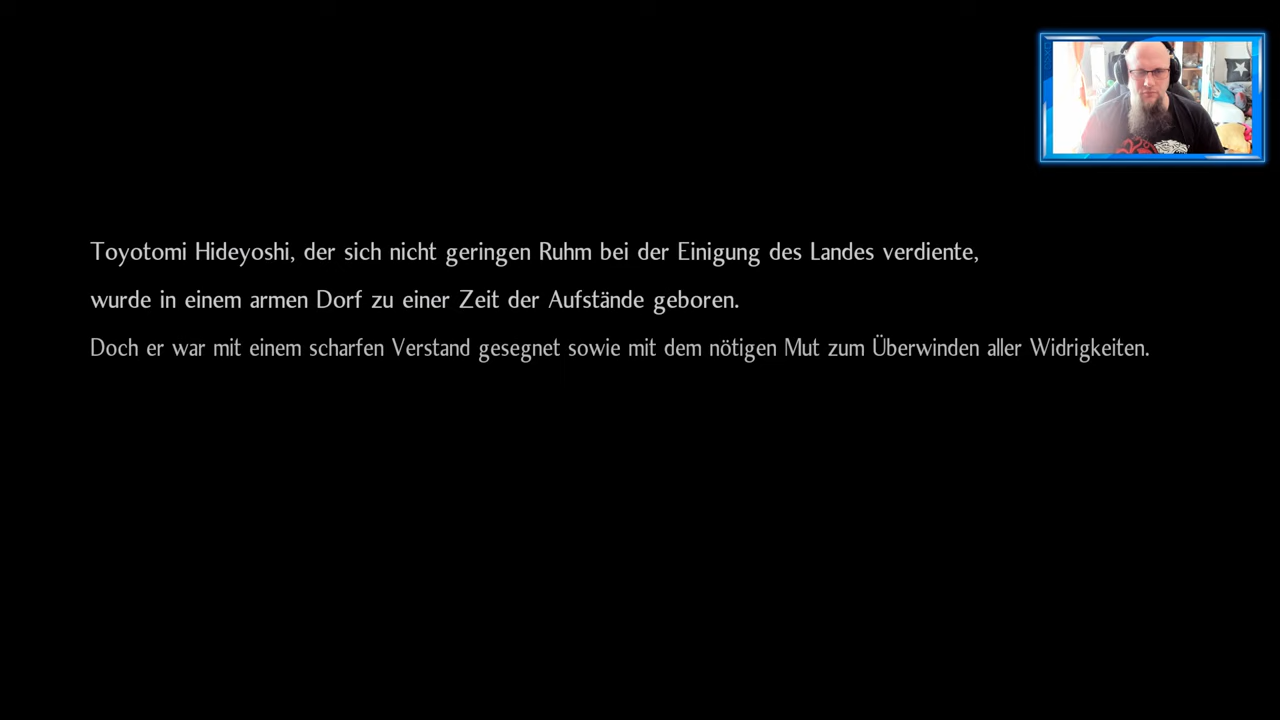 Toyotomi Hideyoshi, der sich nicht geringen Ruhm bei der Einigung des Landes verdiente,
wurde in einem armen Dorf zu einer Zeit der Aufstände geboren.
Doch er war mit einem scharfen Verstand gesegnet sowie mit dem nötigen Mut zum Überwinden aller Widrigkeiten.